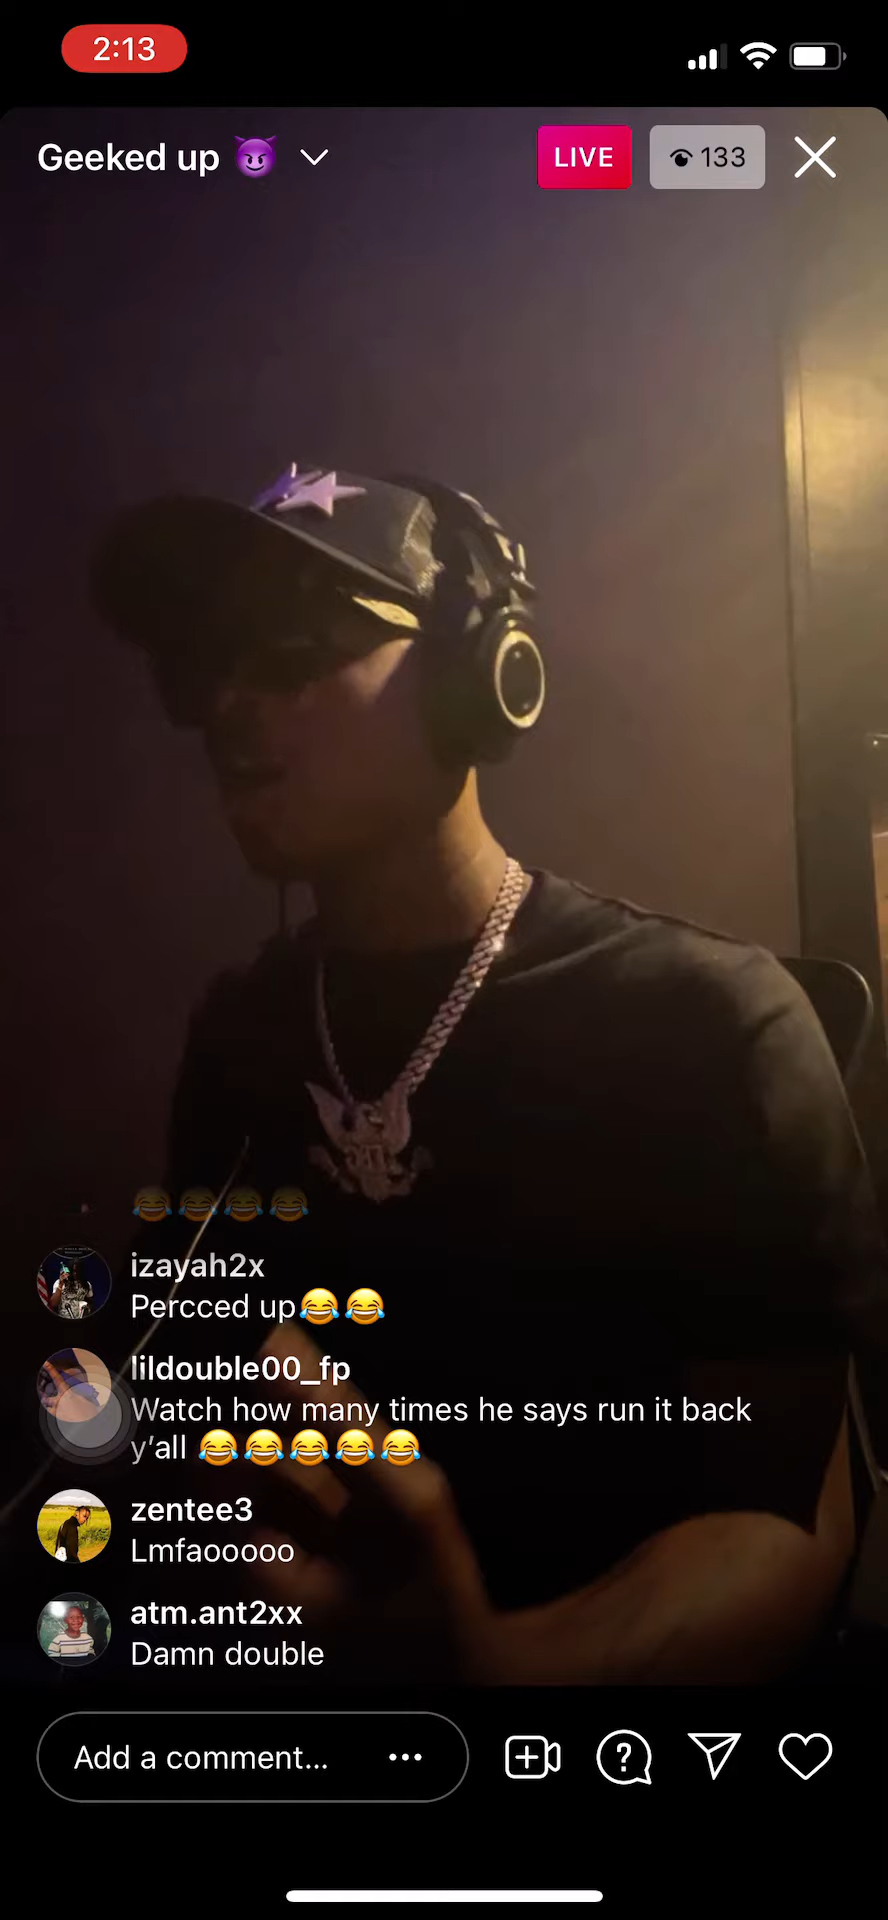 2:13
Geeked up 😈
LIVE
133
😂😂😂😂
izayah2x
Percced up😂😂
lildouble00_fp
Watch how many times he says run it back
y'all 😂😂😂😂😂
zentee3
Lmfaooooo
atm.ant2xx
Damn double
Add a comment...